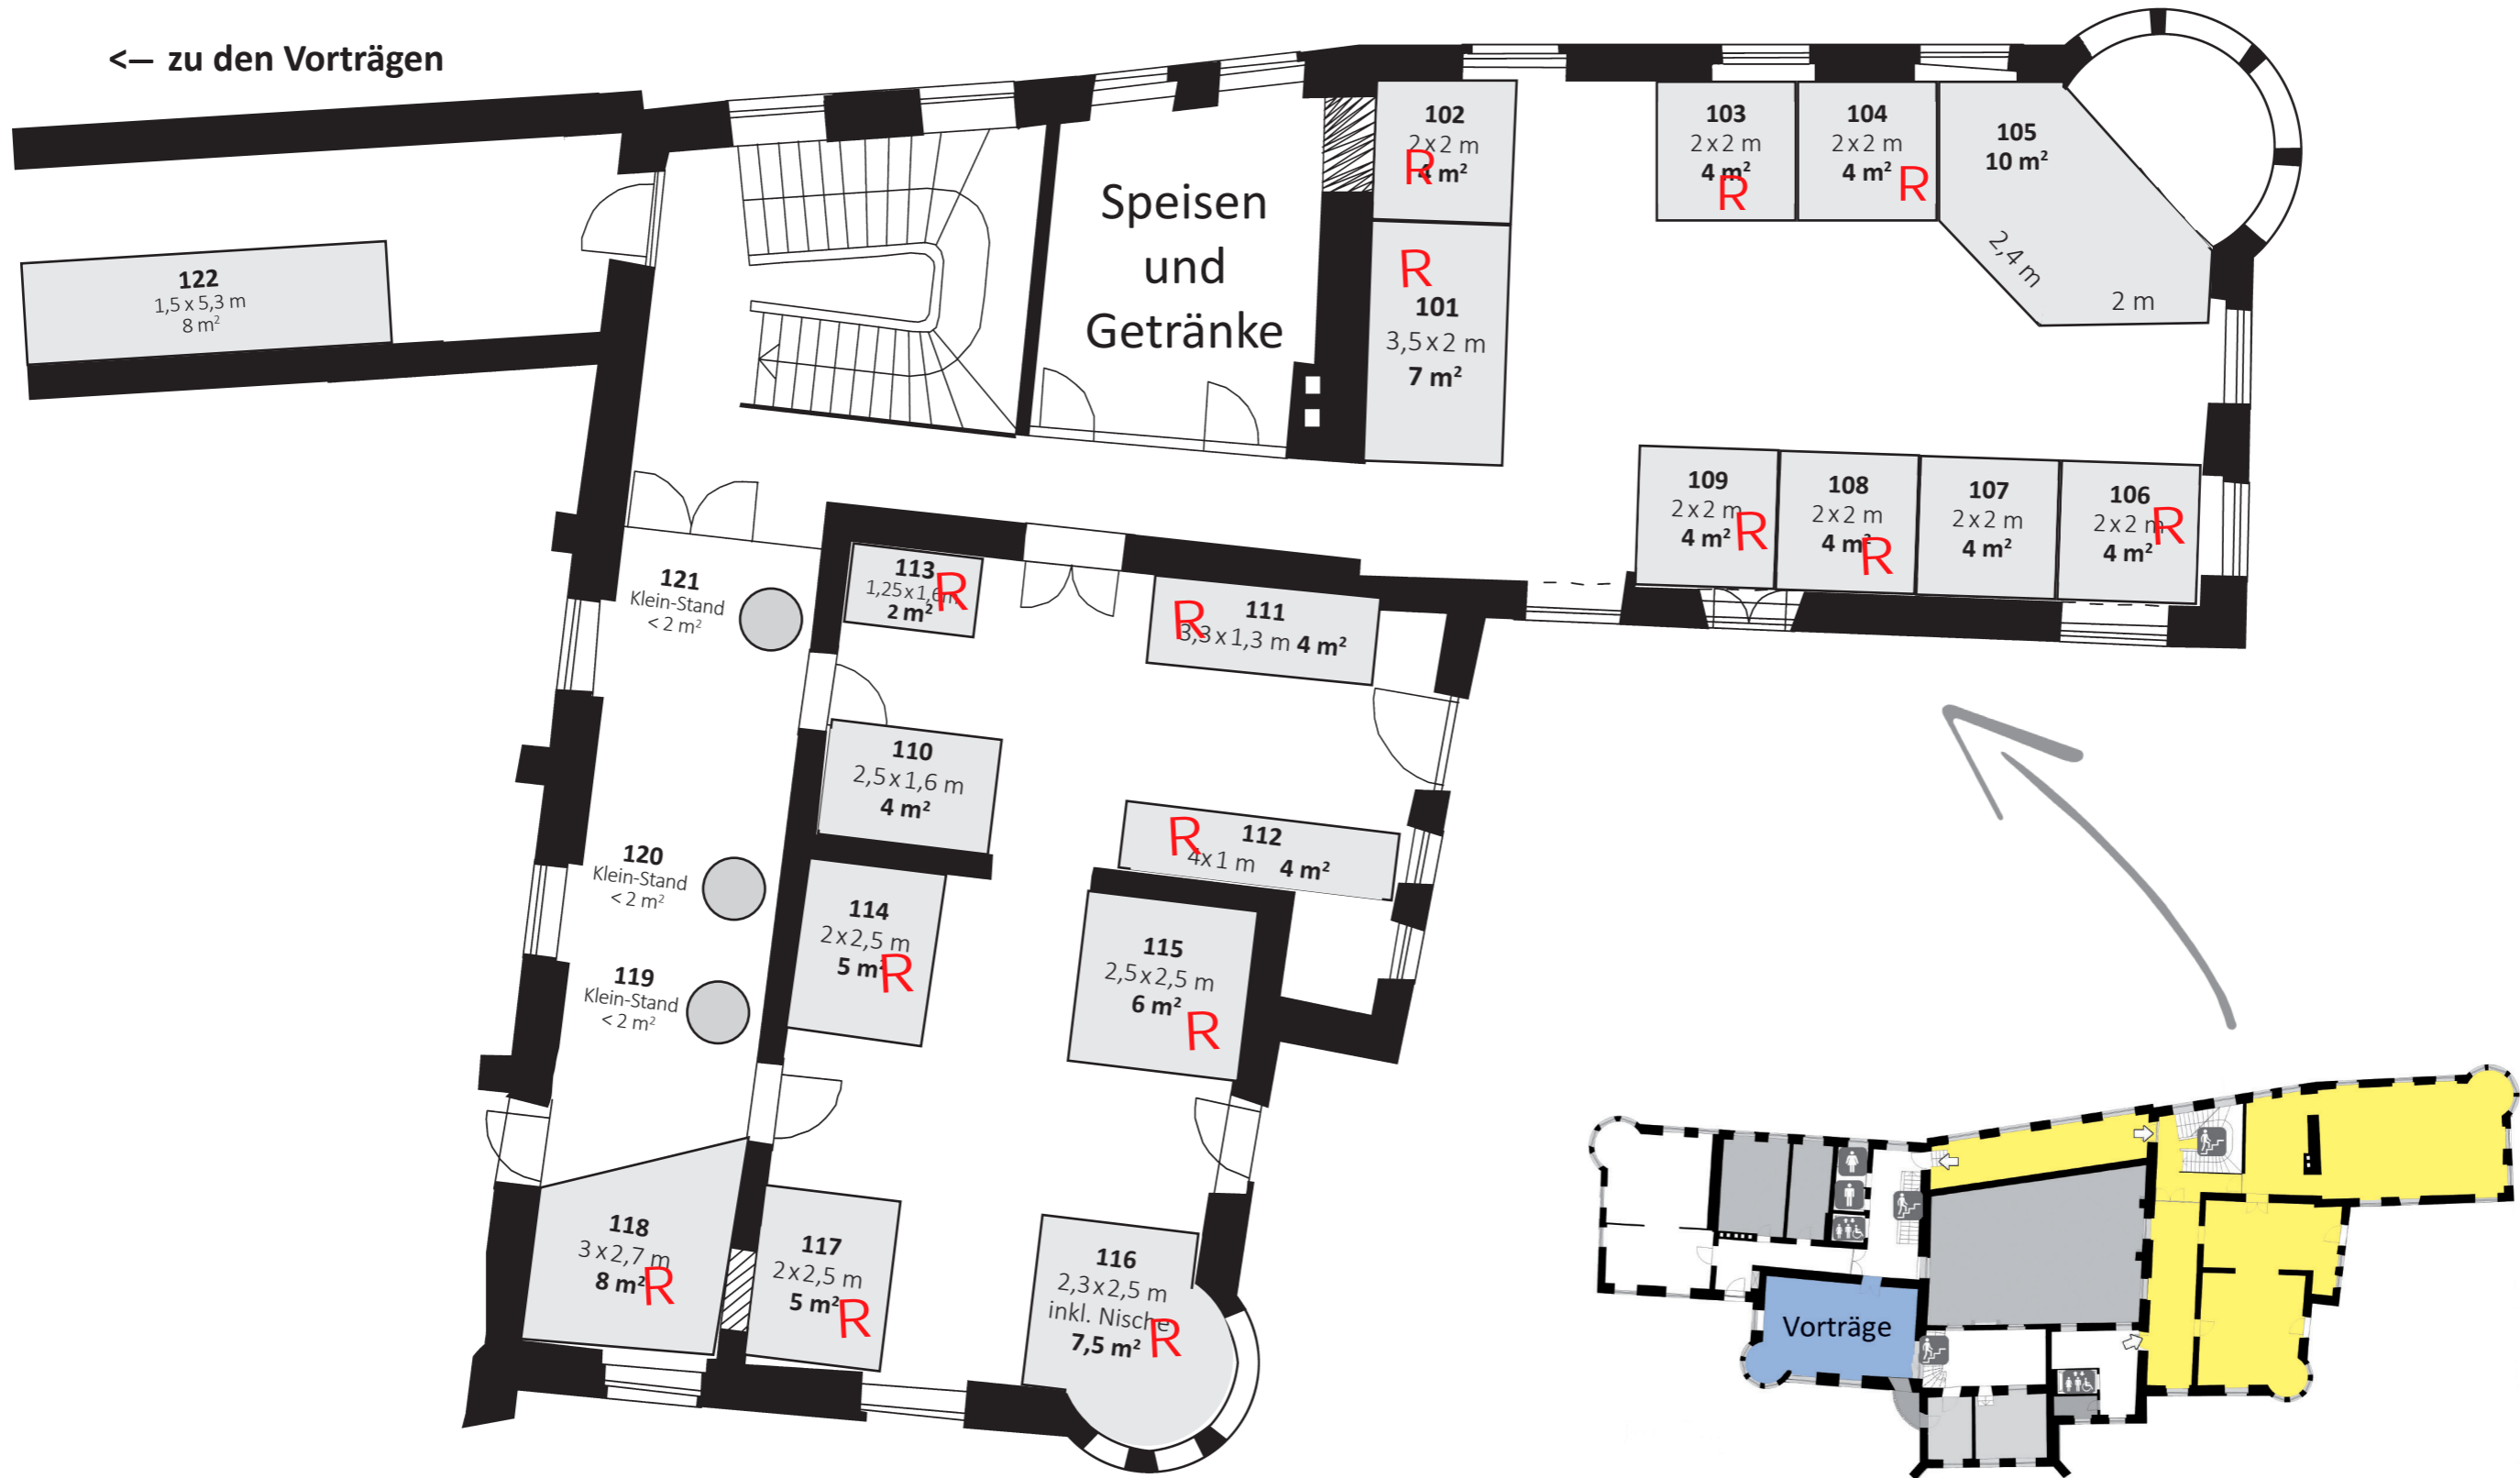 <— zu den Vorträgen
Speisen
und
Getränke
102
2 x 2 m
4 m²
R
R
101
3,5 x 2 m
7 m²
103
2 x 2 m
4 m²
R
104
2 x 2 m
4 m²
R
105
10 m²
2,4 m
2 m
122
1,5 x 5,3 m
8 m²
109
2 x 2 m
4 m²
R
108
2 x 2 m
4 m²
R
107
2 x 2 m
4 m²
106
2 x 2 m
4 m²
R
121
Klein-Stand
< 2 m²
113
1,25 x 1,6 m
2 m²
R
111
3,3 x 1,3 m 4 m²
R
110
2,5 x 1,6 m
4 m²
112
4 x 1 m 4 m²
R
120
Klein-Stand
< 2 m²
114
2 x 2,5 m
5 m²
R
115
2,5 x 2,5 m
6 m²
R
119
Klein-Stand
< 2 m²
118
3 x 2,7 m
8 m²
R
117
2 x 2,5 m
5 m²
R
116
2,3 x 2,5 m
inkl. Nische
7,5 m²
R
Vorträge